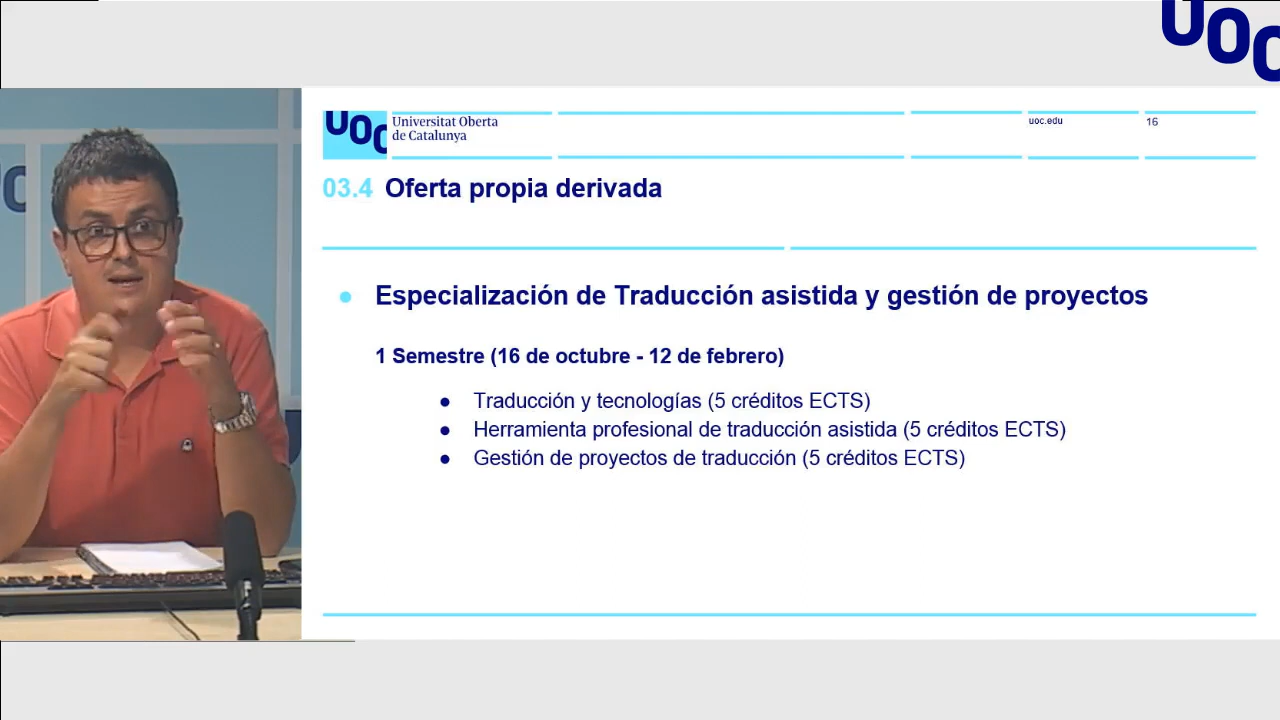 UOC
UOC
Universitat Oberta
de Catalunya
uoc.edu
16
03.4 Oferta propia derivada
● Especialización de Traducción asistida y gestión de proyectos
1 Semestre (16 de octubre - 12 de febrero)
● Traducción y tecnologías (5 créditos ECTS)
● Herramienta profesional de traducción asistida (5 créditos ECTS)
● Gestión de proyectos de traducción (5 créditos ECTS)